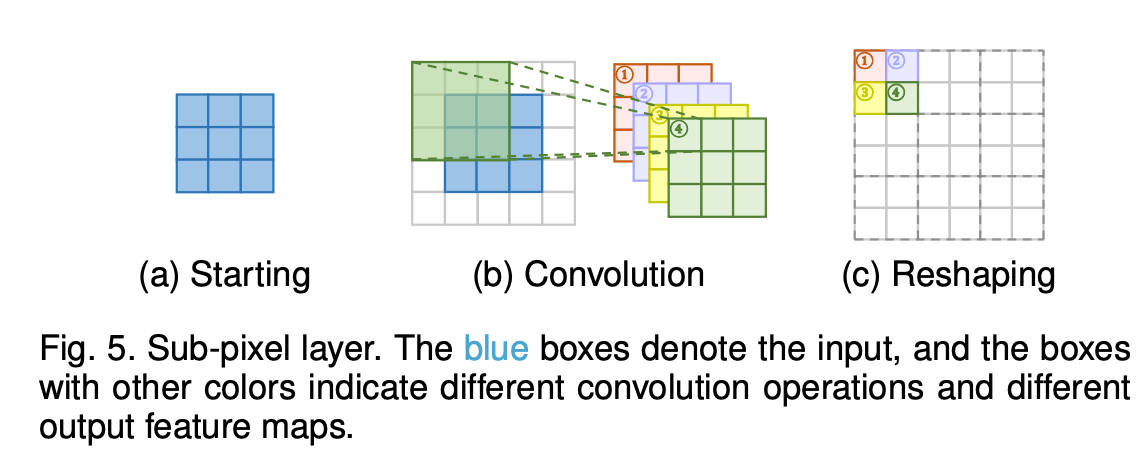 ① ① ②
② ③ ④
③
④
(a) Starting (b) Convolution (c) Reshaping
Fig. 5. Sub-pixel layer. The blue boxes denote the input, and the boxes
with other colors indicate different convolution operations and different
output feature maps.